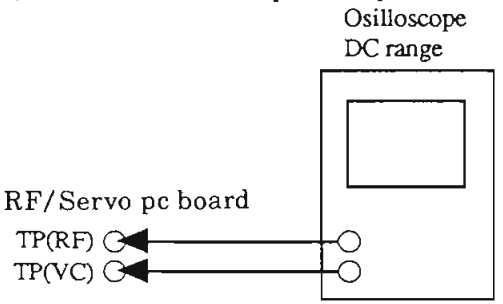 Osilloscope
DC range
RF/Servo pc board
TP(RF)
TP(VC)